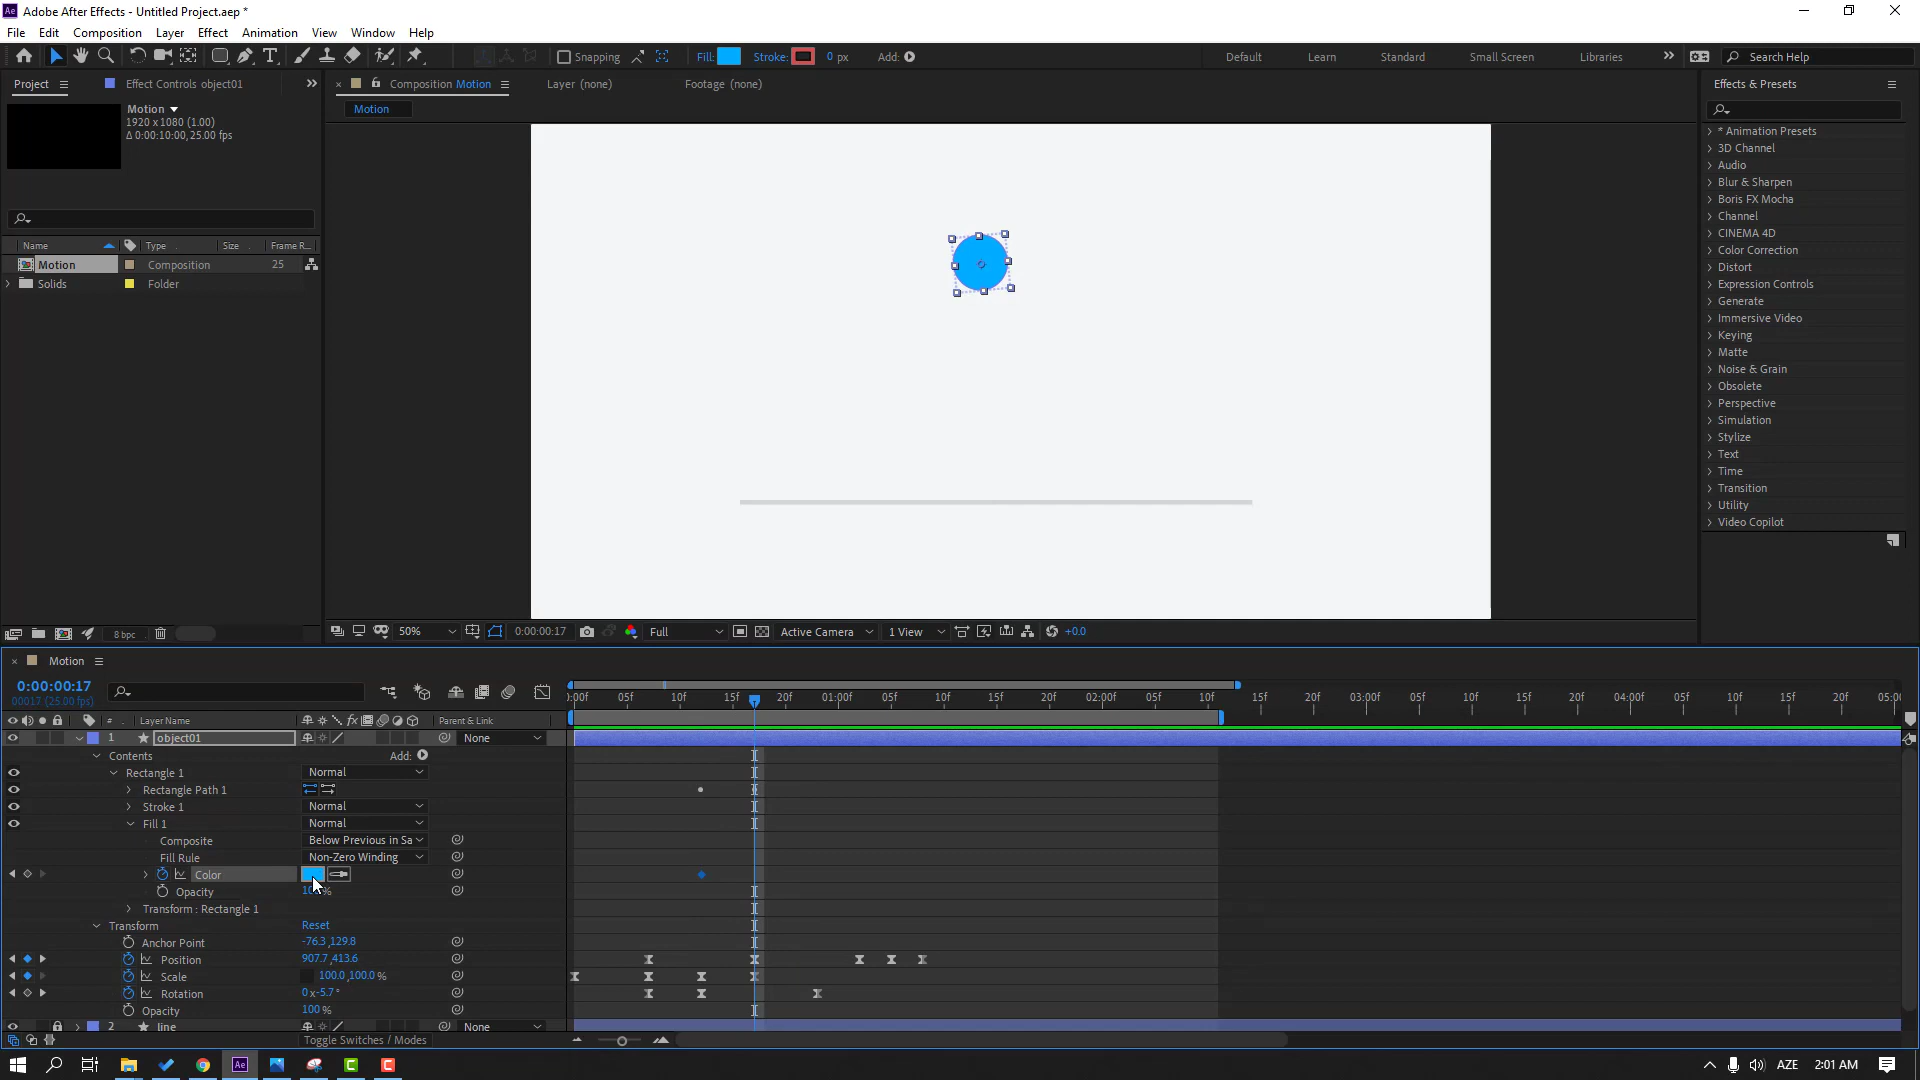 Ae Adobe After Effects - Untitled Project.aep *
File Edit Composition Layer Effect Animation View Window Help
Snapping Fill: Stroke: 0 px Add: Default Learn Standard Small Screen Libraries Search Help
Project Effect Controls object01 Composition Motion Layer (none) Footage (none) Effects & Presets
Motion
1920 x 1080 (1.00)
Δ 0:00:10:00, 25.00 fps
Motion
Name Type Size Frame R...
Motion Composition 25
Solids Folder
* Animation Presets
3D Channel
Audio
Blur & Sharpen
Boris FX Mocha
Channel
CINEMA 4D
Color Correction
Distort
Expression Controls
Generate
Immersive Video
Keying
Matte
Noise & Grain
Obsolete
Perspective
Simulation
Stylize
Text
Time
Transition
Utility
Video Copilot
8 bpc 50% 0:00:00:17 Full Active Camera 1 View +0.0
Motion
0:00:00:17
00017 (25.00 fps)
:00f 05f 10f 15f 20f 01:00f 05f 10f 15f 20f 02:00f 05f 10f 15f 20f 03:00f 05f 10f 15f 20f 04:00f 05f 10f 15f 20f 05:00
# Layer Name fx Parent & Link
1 object01 None
Contents Add:
Rectangle 1 Normal
Rectangle Path 1
Stroke 1 Normal
Fill 1 Normal
Composite Below Previous in Sa
Fill Rule Non-Zero Winding
Color
Opacity %
Transform : Rectangle 1
Transform Reset
Anchor Point -76.3,129.8
Position 907.7,413.6
Scale 100.0,100.0 %
Rotation 0x-5.7°
Opacity 100 %
2 line None
Toggle Switches / Modes
Ae C C AZE 2:01 AM